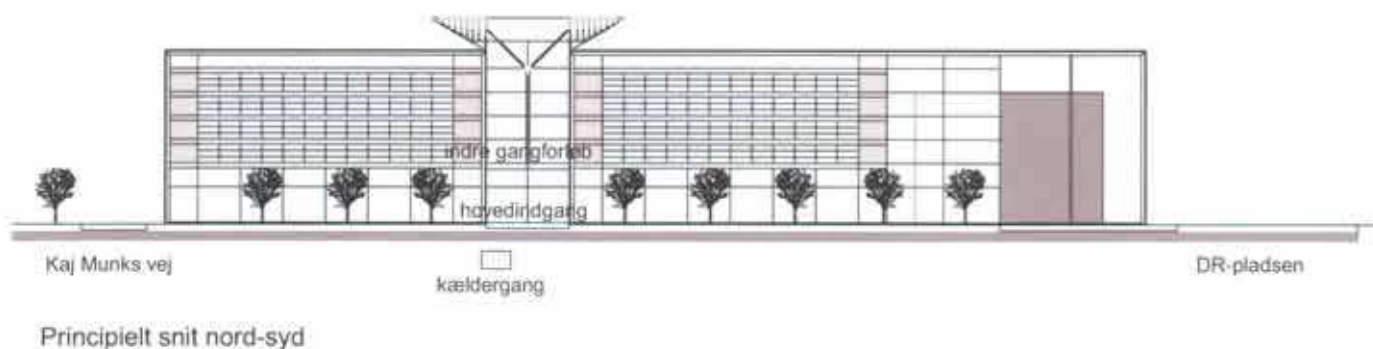 indre gangforløb
hovedindgang
Kaj Munks vej
DR-pladsen
kældergang
Principielt snit nord-syd